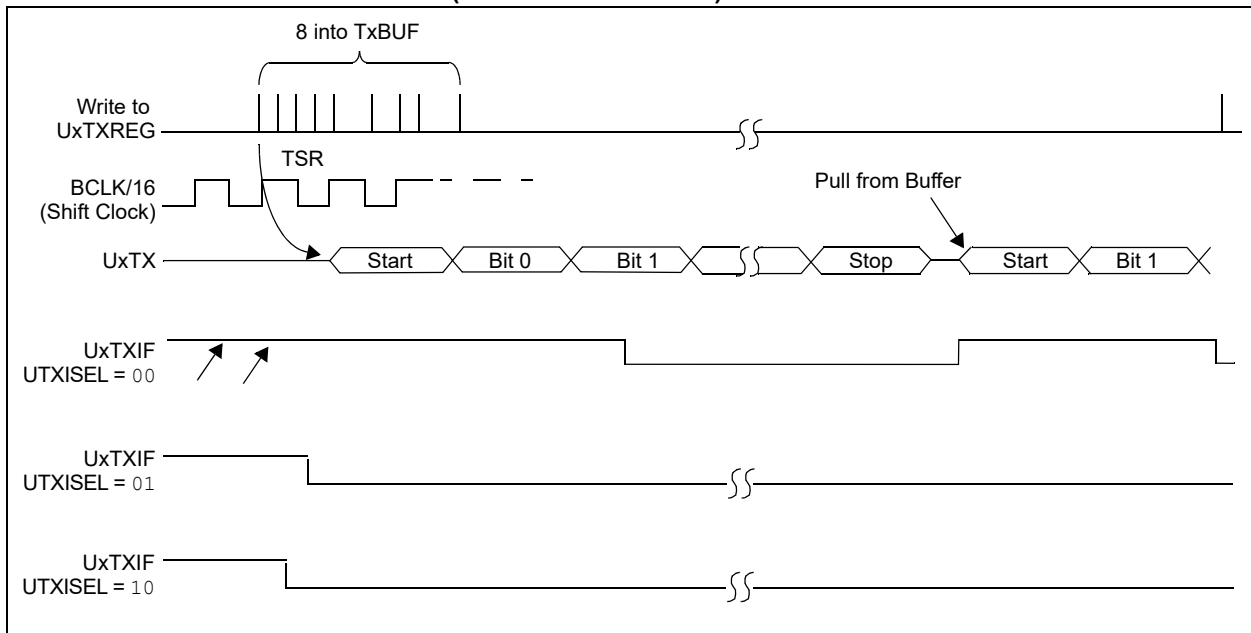 8 into TxBUF
Write to
UxTXREG
TSR
BCLK/16
(Shift Clock)
Pull from Buffer
UxTX
Start
Bit 0
Bit 1
Stop
Start
Bit 1
UxTXIF
UTXISEL = 00
UxTXIF
UTXISEL = 01
UxTXIF
UTXISEL = 10